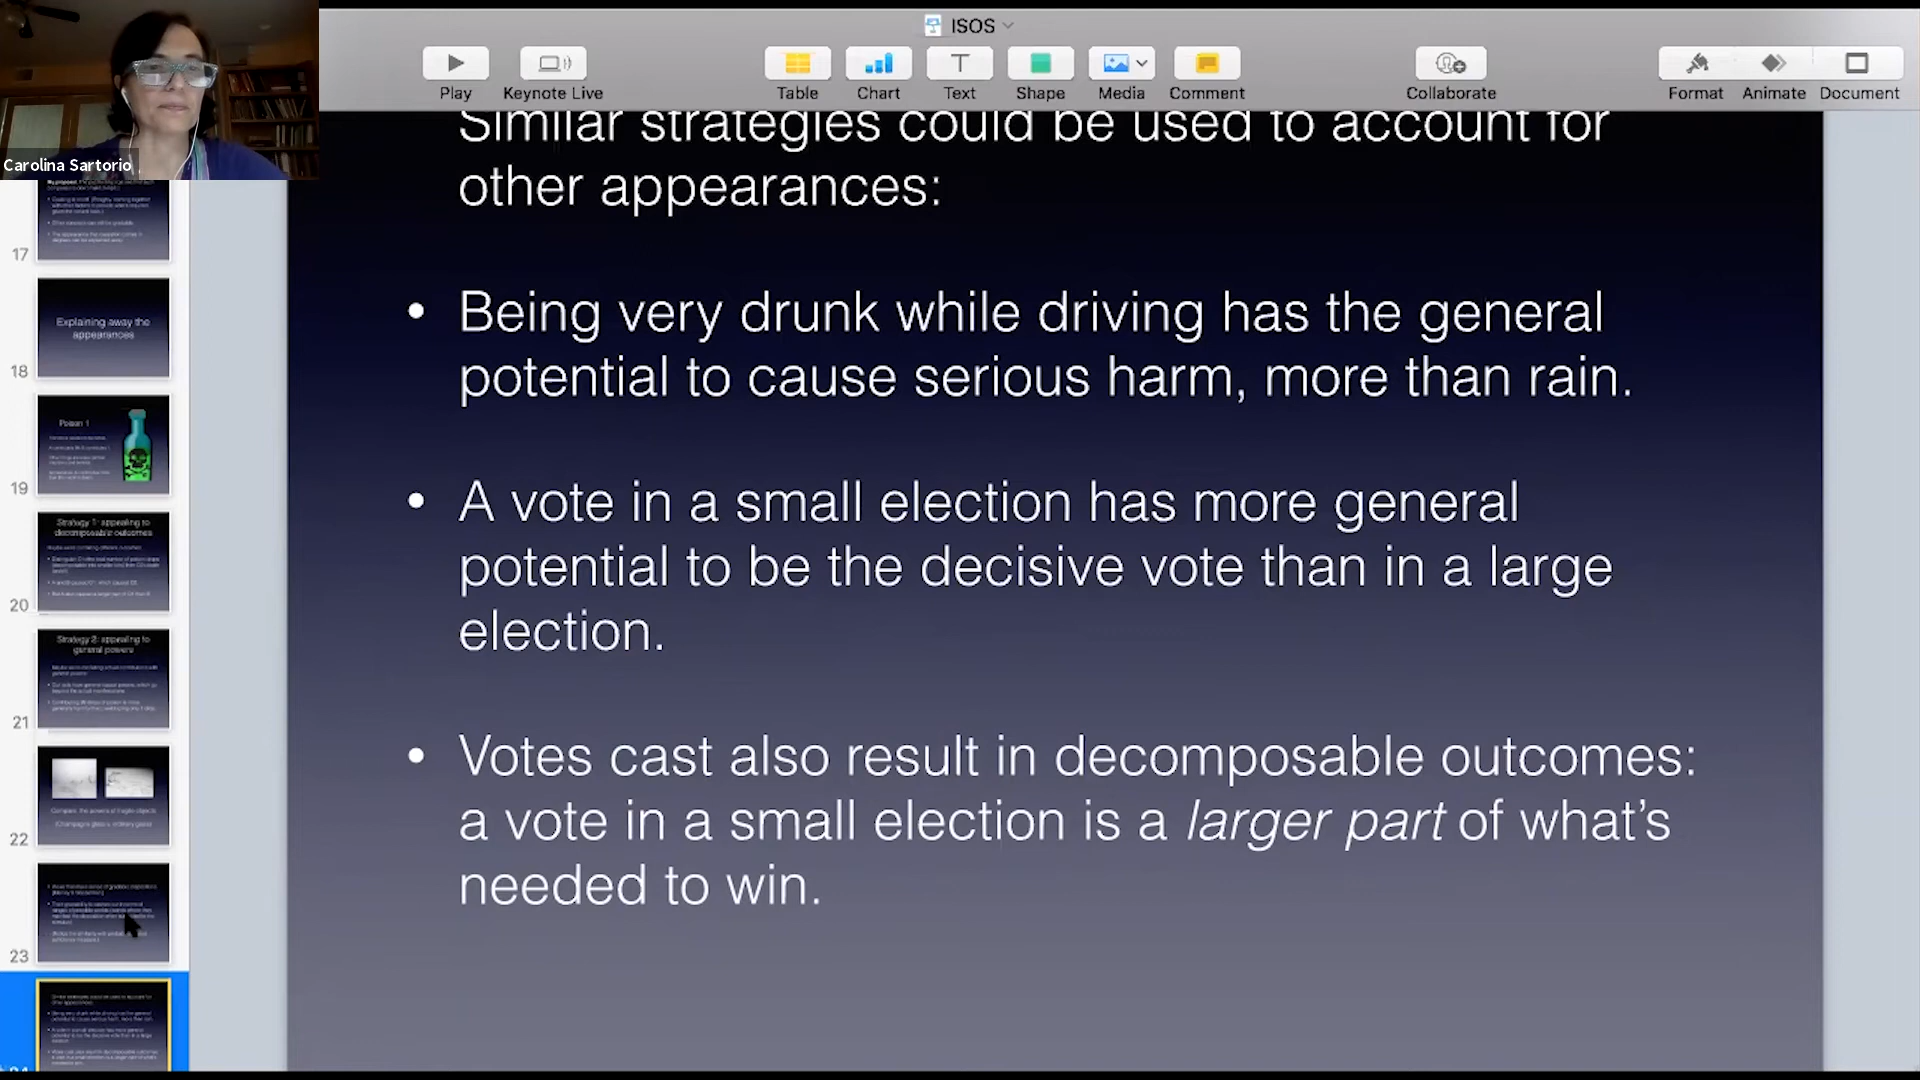 ISOS
Play
Keynote Live
Table
Chart
Text
Shape
Media
Comment
Collaborate
Format
Animate
Document
Carolina Sartorio
Similar strategies could be used to account for
other appearances:
• Being very drunk while driving has the general
potential to cause serious harm, more than rain.
• A vote in a small election has more general
potential to be the decisive vote than in a large
election.
• Votes cast also result in decomposable outcomes:
a vote in a small election is a larger part of what's
needed to win.
17
Explaining away the
appearances
18
Poison 1
19
Strategy 1: appealing to
decomposable outcomes
20
Strategy 2: appealing to
general powers
21
22
23